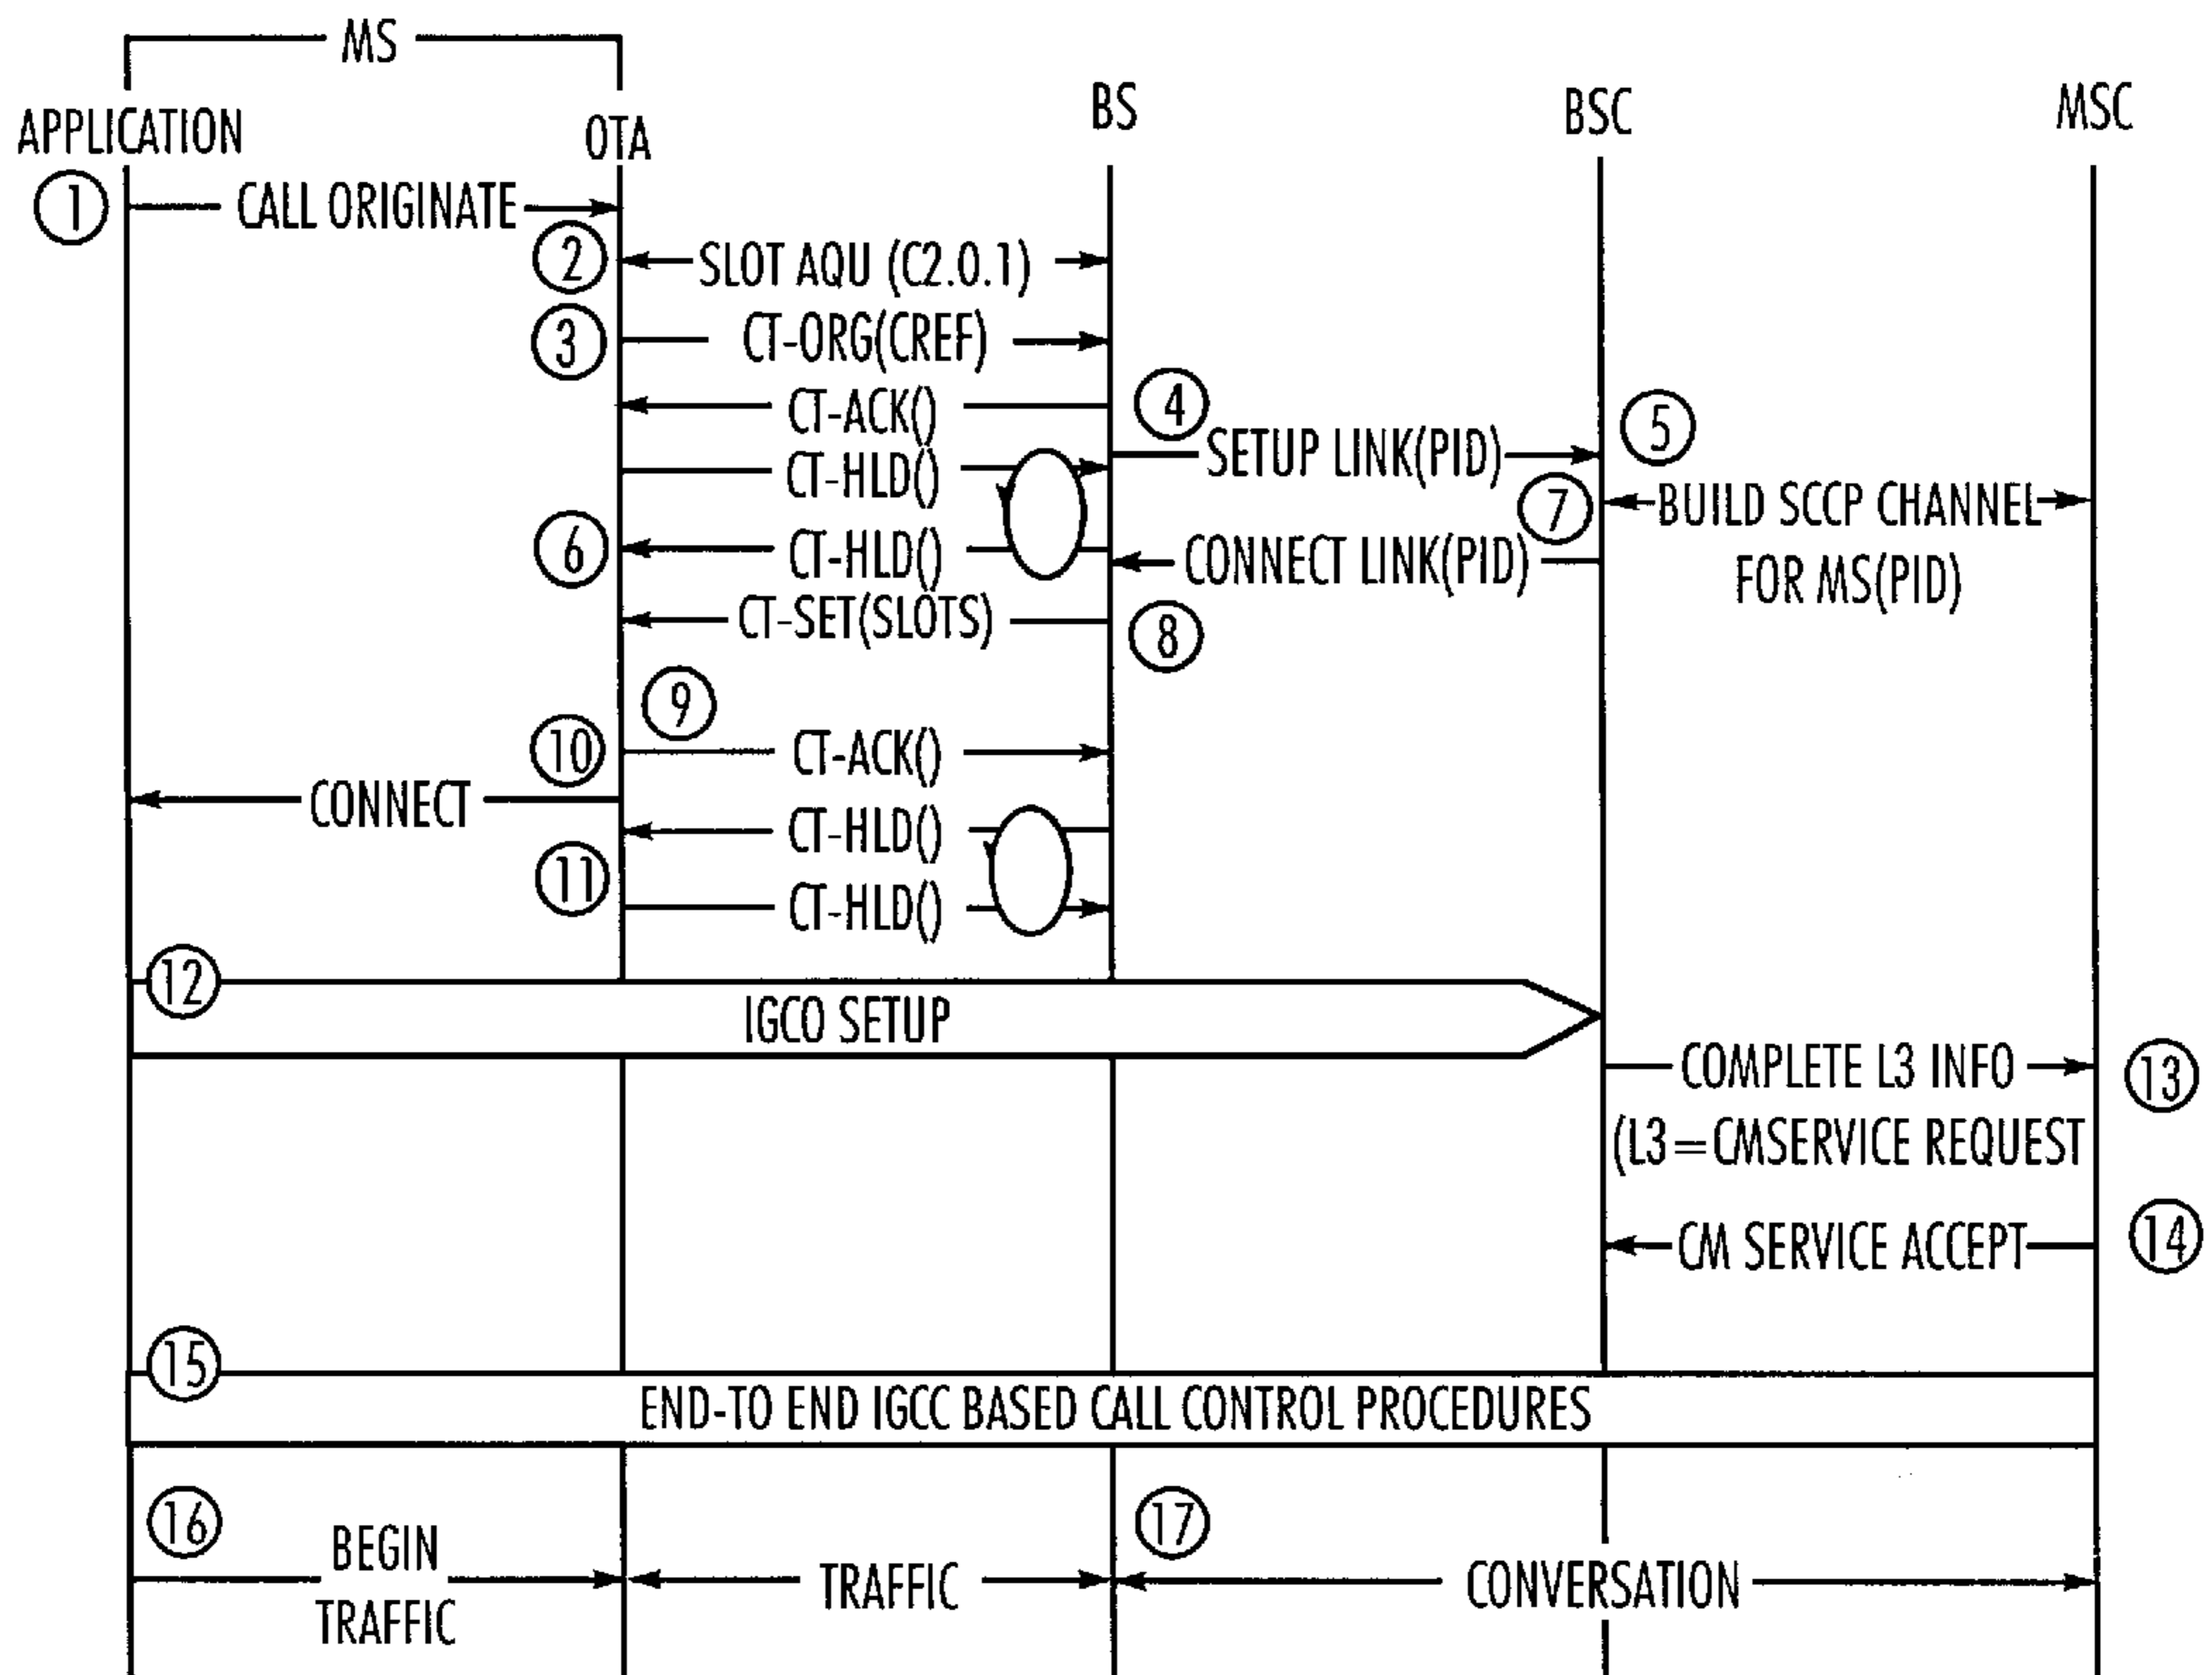 MS
APPLICATION
OTA
BS
BSC
MSC
1
CALL ORIGINATE
2
SLOT AQU (C2.0.1)
3
CT-ORG(CREF)
CT-ACK()
4
SETUP LINK(PID)
5
CT-HLD()
7
BUILD SCCP CHANNEL
FOR MS(PID)
6
CT-HLD()
CONNECT LINK(PID)
CT-SET(SLOTS)
8
9
10
CT-ACK()
CONNECT
CT-HLD()
11
CT-HLD()
12
IGCO SETUP
COMPLETE L3 INFO
13
(L3=CMSERVICE REQUEST
CM SERVICE ACCEPT
14
15
END-TO END IGCC BASED CALL CONTROL PROCEDURES
16
BEGIN
TRAFFIC
TRAFFIC
17
CONVERSATION